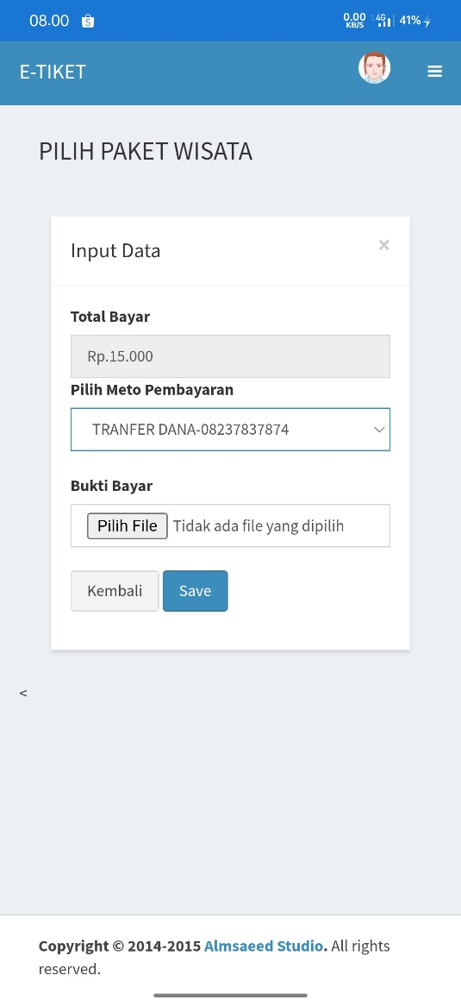 08.00 S 0.00 KB/S 4G 41%
E-TIKET
PILIH PAKET WISATA
Input Data ×
Total Bayar
Rp.15.000
Pilih Meto Pembayaran
TRANFER DANA-08237837874
Bukti Bayar
Pilih File Tidak ada file yang dipilih
Kembali Save
<
Copyright © 2014-2015 Almsaeed Studio. All rights
reserved.